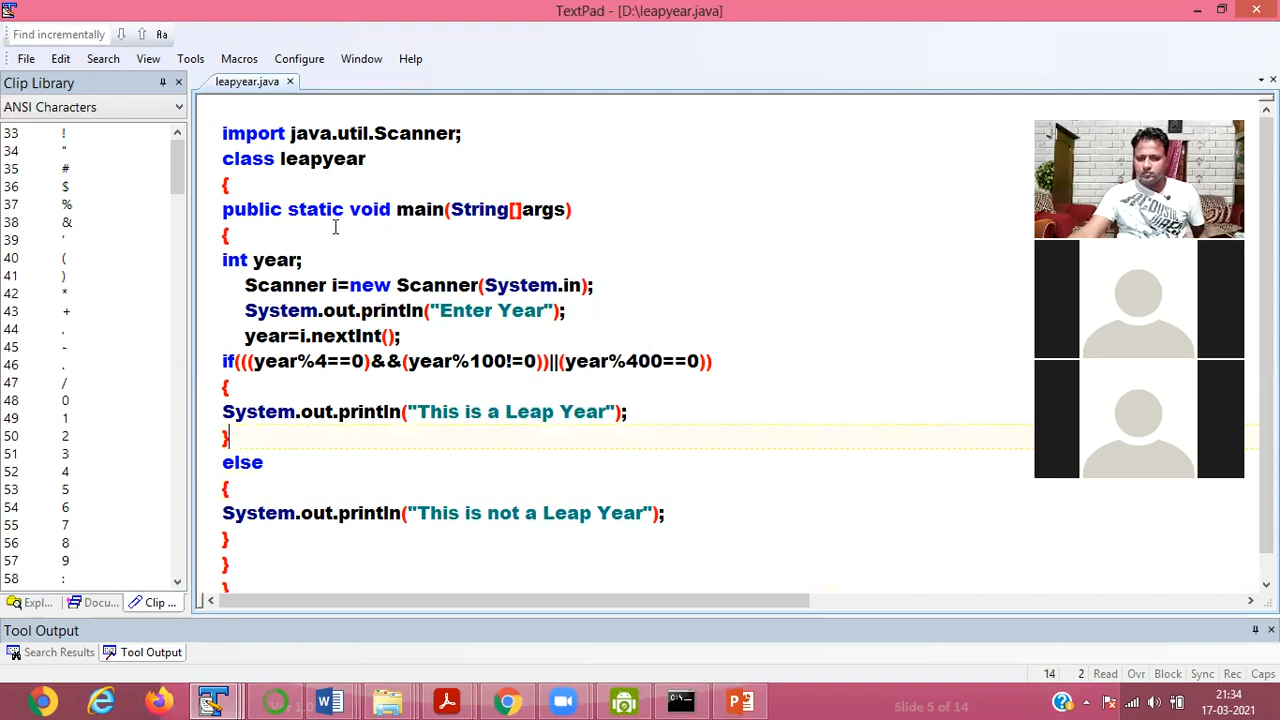 TextPad - [D:\leapyear.java]
Find incrementally
File Edit Search View Tools Macros Configure Window Help
Clip Library
leapyear.java
ANSI Characters
33 !
34 "
35 #
36 $
37 %
38 &
39 '
40 (
41 )
42 *
43 +
44 ,
45 -
46 .
47 /
48 0
49 1
50 2
51 3
52 4
53 5
54 6
55 7
56 8
57 9
58 :
import java.util.Scanner;
class leapyear
{
public static void main(String[]args)
{
int year;
Scanner i=new Scanner(System.in);
System.out.println("Enter Year");
year=i.nextInt();
if(((year%4==0)&&(year%100!=0))||(year%400==0))
{
System.out.println("This is a Leap Year");
}
else
{
System.out.println("This is not a Leap Year");
}
}
}
Expl... Docu... Clip ...
Tool Output
Search Results Tool Output
14 2 Read Ovr Block Sync Rec Caps
Ver 1.0
Slide 5 of 14
21:34
17-03-2021